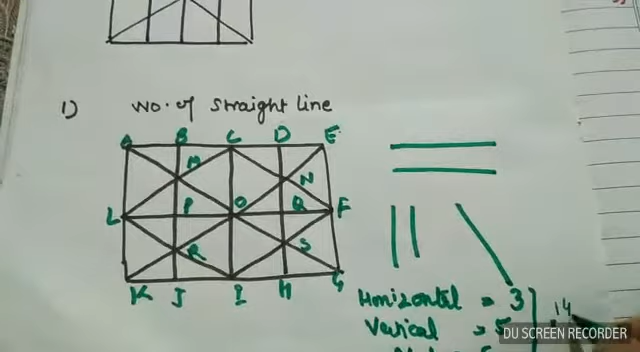 1) No. of straight line
A B C D E
M N
L P O Q F
R S
K J I H G
Horizontal = 3
14
Vertical = 5
DU SCREEN RECORDER